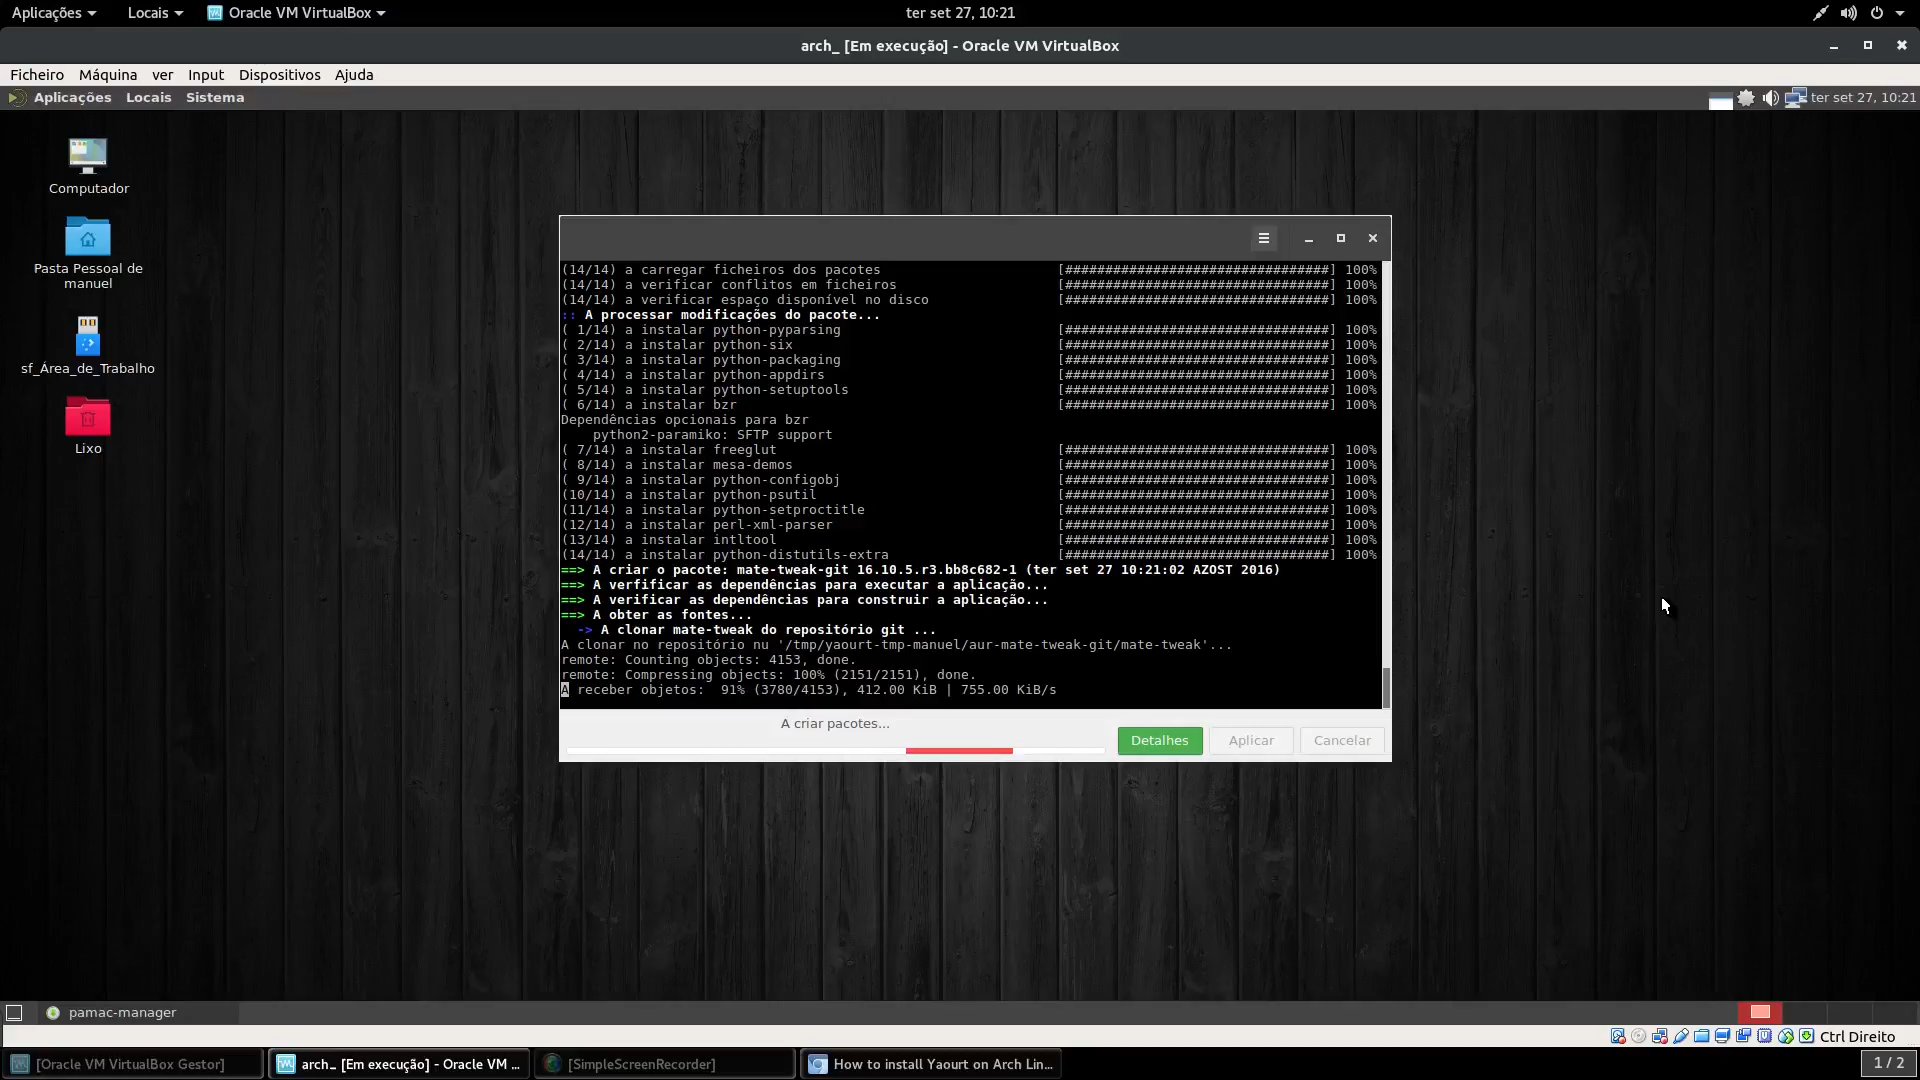 Aplicações Locais Oracle VM VirtualBox ter set 27, 10:21
arch_ [Em execução] - Oracle VM VirtualBox
Ficheiro Máquina ver Input Dispositivos Ajuda
Aplicações Locais Sistema ter set 27, 10:21
Computador
Pasta Pessoal de
manuel
sf_Área_de_Trabalho
Lixo
(14/14) a carregar ficheiros dos pacotes [#################################] 100%
(14/14) a verificar conflitos em ficheiros [#################################] 100%
(14/14) a verificar espaço disponível no disco [#################################] 100%
:: A processar modificações do pacote...
( 1/14) a instalar python-pyparsing [#################################] 100%
( 2/14) a instalar python-six [#################################] 100%
( 3/14) a instalar python-packaging [#################################] 100%
( 4/14) a instalar python-appdirs [#################################] 100%
( 5/14) a instalar python-setuptools [#################################] 100%
( 6/14) a instalar bzr [#################################] 100%
Dependências opcionais para bzr
python2-paramiko: SFTP support
( 7/14) a instalar freeglut [#################################] 100%
( 8/14) a instalar mesa-demos [#################################] 100%
( 9/14) a instalar python-configobj [#################################] 100%
(10/14) a instalar python-psutil [#################################] 100%
(11/14) a instalar python-setproctitle [#################################] 100%
(12/14) a instalar perl-xml-parser [#################################] 100%
(13/14) a instalar intltool [#################################] 100%
(14/14) a instalar python-distutils-extra [#################################] 100%
==> A criar o pacote: mate-tweak-git 16.10.5.r3.bb8c682-1 (ter set 27 10:21:02 AZOST 2016)
==> A verfificar as dependências para executar a aplicação...
==> A verificar as dependências para construir a aplicação...
==> A obter as fontes...
-> A clonar mate-tweak do repositório git ...
A clonar no repositório nu '/tmp/yaourt-tmp-manuel/aur-mate-tweak-git/mate-tweak'...
remote: Counting objects: 4153, done.
remote: Compressing objects: 100% (2151/2151), done.
A receber objetos:  91% (3780/4153), 412.00 KiB | 755.00 KiB/s
A criar pacotes...
Detalhes Aplicar Cancelar
pamac-manager
Ctrl Direito
[Oracle VM VirtualBox Gestor] arch_ [Em execução] - Oracle VM ... [SimpleScreenRecorder] How to install Yaourt on Arch Lin... 1 / 2